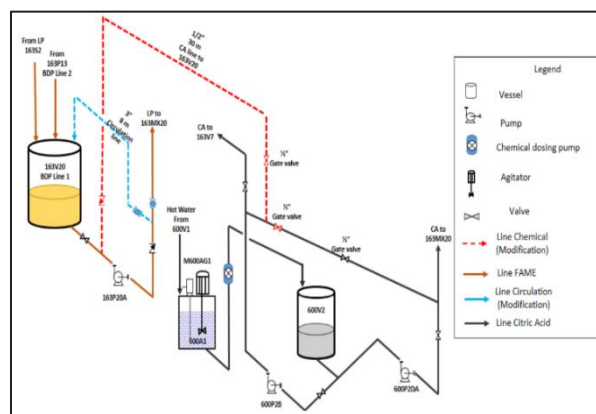 From LP
163S2
From
163P13
BDP Line 2
1/2"
30 m
CA line to
163V20
3"
8 m
Circulation
line
LP to
163MX20
CA to
163V7
½"
Gate valve
½"
Gate valve
½"
Gate valve
CA to
163MX20
163V20
BDP Line 1
Hot Water
From
600V1
M600AG1
163P20A
600A1
600V2
600P2B
600P2DA
Legend
Vessel
Pump
Chemical dosing pump
Agitator
Valve
Line Chemical
(Modification)
Line FAME
Line Circulation
(Modification)
Line Citric Acid